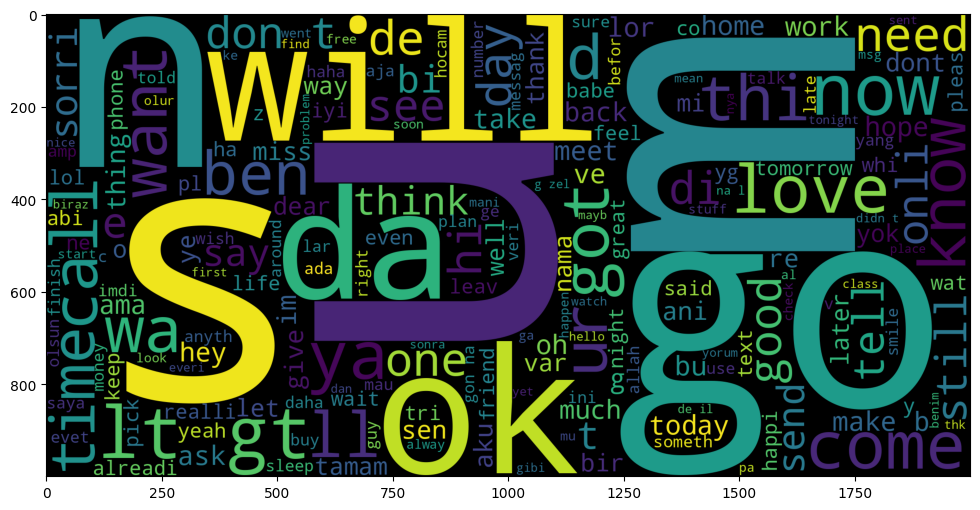 0
200
400
600
800
0
250
500
750
1000
1250
1500
1750
n
will
m
s
u
go
ok
da
lt
gt
ll
now
need
love
know
want
don
t
de
see
day
d
bi
way
iyi
haha
aja
hocam
number
messag
thank
befor
sure
lor
babe
back
feel
take
soon
free
find
went
ke
z
problem
miss
ha
ben
pl
sorri
nice
amp
told
olur
phone
thing
lol
biraz
abi
ne
start
c
o
e
call
time
finish
olsun
imdi
ama
wa
money
keep
look
everi
anyth
hey
saya
evet
pick
alreadi
realli
yeah
ask
let
sleep
daha
tamam
wait
guy
dan
mau
give
im
life
around
say
wish
first
ye
dear
think
lar
ada
even
right
plan
mani
ge
hi
well
veri
leav
ya
one
sonra
ga
gon na
akufriend
yet
oh
var
hello
watch
happen
ur
nama
got
mayb
great
ve
meet
g zel
tri
sen
alway
gibi
mu
t
ini
much
bir
tonight
allah
bu
use
yorum
text
good
said
ani
de il
today
someth
pa
happi
send
make
b
y
benim
thk
come
still
wat
tell
later
smile
class
v
check
al
re
yok
place
didn t
whi
yang
hope
onli
pleas
dont
msg
sent
work
home
co
mean
talk
thi
nya
late
tonight
mi
di
yg
na l
stuff
tomorrow